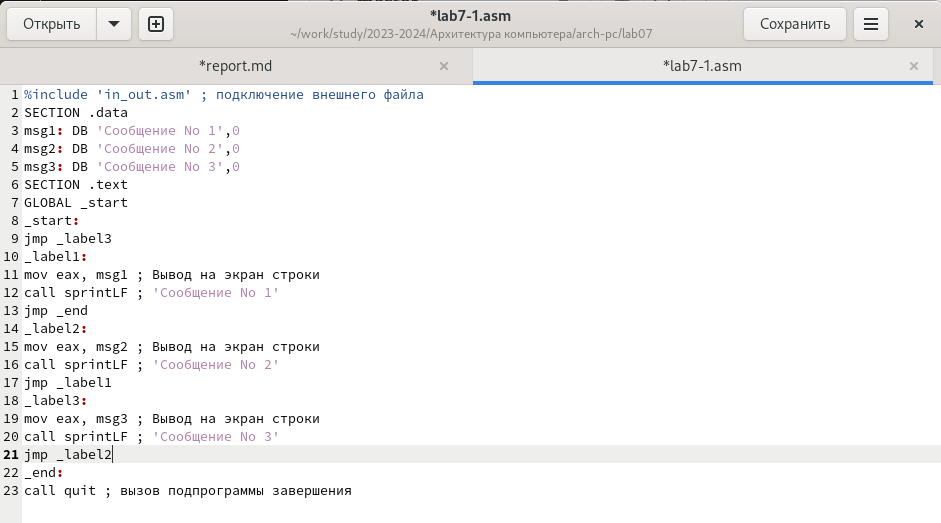 Открыть
*lab7-1.asm
~/work/study/2023-2024/Архитектура компьютера/arch-pc/lab07
Сохранить
*report.md
*lab7-1.asm
1 %include 'in_out.asm' ; подключение внешнего файла
2 SECTION .data
3 msg1: DB 'Сообщение No 1',0
4 msg2: DB 'Сообщение No 2',0
5 msg3: DB 'Сообщение No 3',0
6 SECTION .text
7 GLOBAL _start
8 _start:
9 jmp _label3
10 _label1:
11 mov eax, msg1 ; Вывод на экран строки
12 call sprintLF ; 'Сообщение No 1'
13 jmp _end
14 _label2:
15 mov eax, msg2 ; Вывод на экран строки
16 call sprintLF ; 'Сообщение No 2'
17 jmp _label1
18 _label3:
19 mov eax, msg3 ; Вывод на экран строки
20 call sprintLF ; 'Сообщение No 3'
21 jmp _label2
22 _end:
23 call quit ; вызов подпрограммы завершения